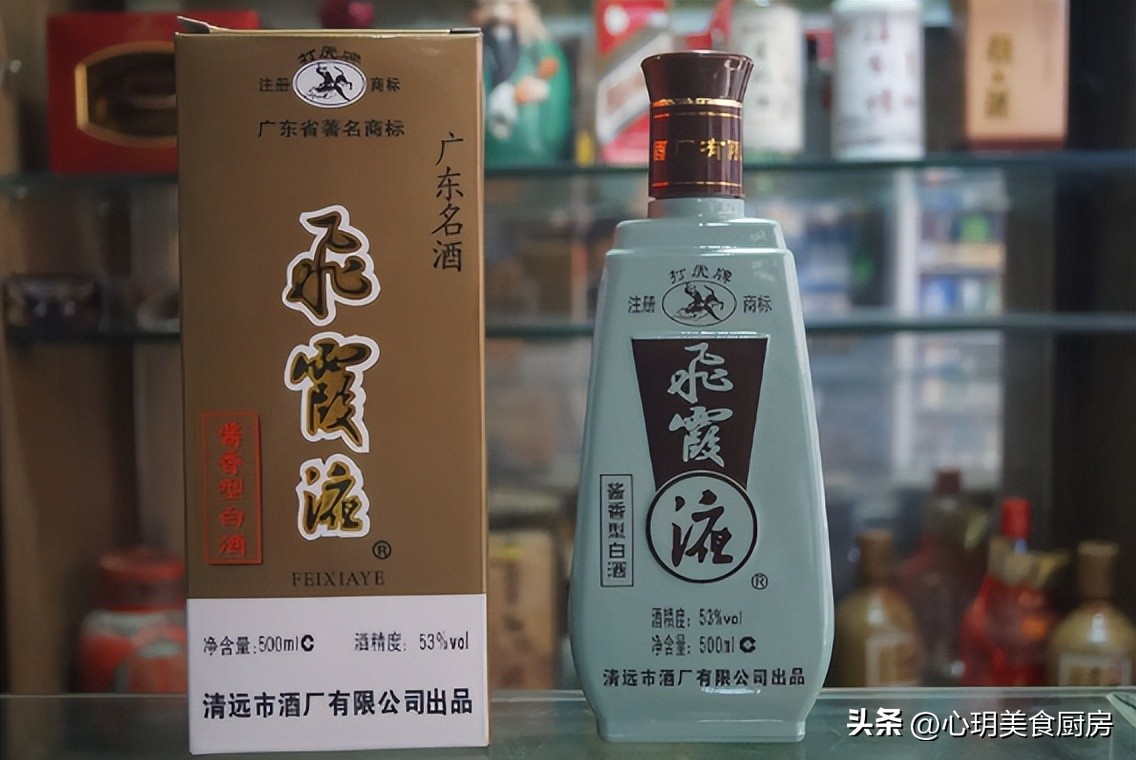 打虎牌
注册 商标
广东省著名商标
广东名酒
飞霞液
®
酱香型白酒
FEIXIAYE
净含量:500ml C 酒精度: 53%vol
清远市酒厂有限公司出品
酒厂有限
打虎牌
注册 商标
飞霞液
®
酱香型白酒
酒精度: 53%vol
净含量: 500ml C
清远市酒厂有限公司出品
头条 @心玥美食厨房